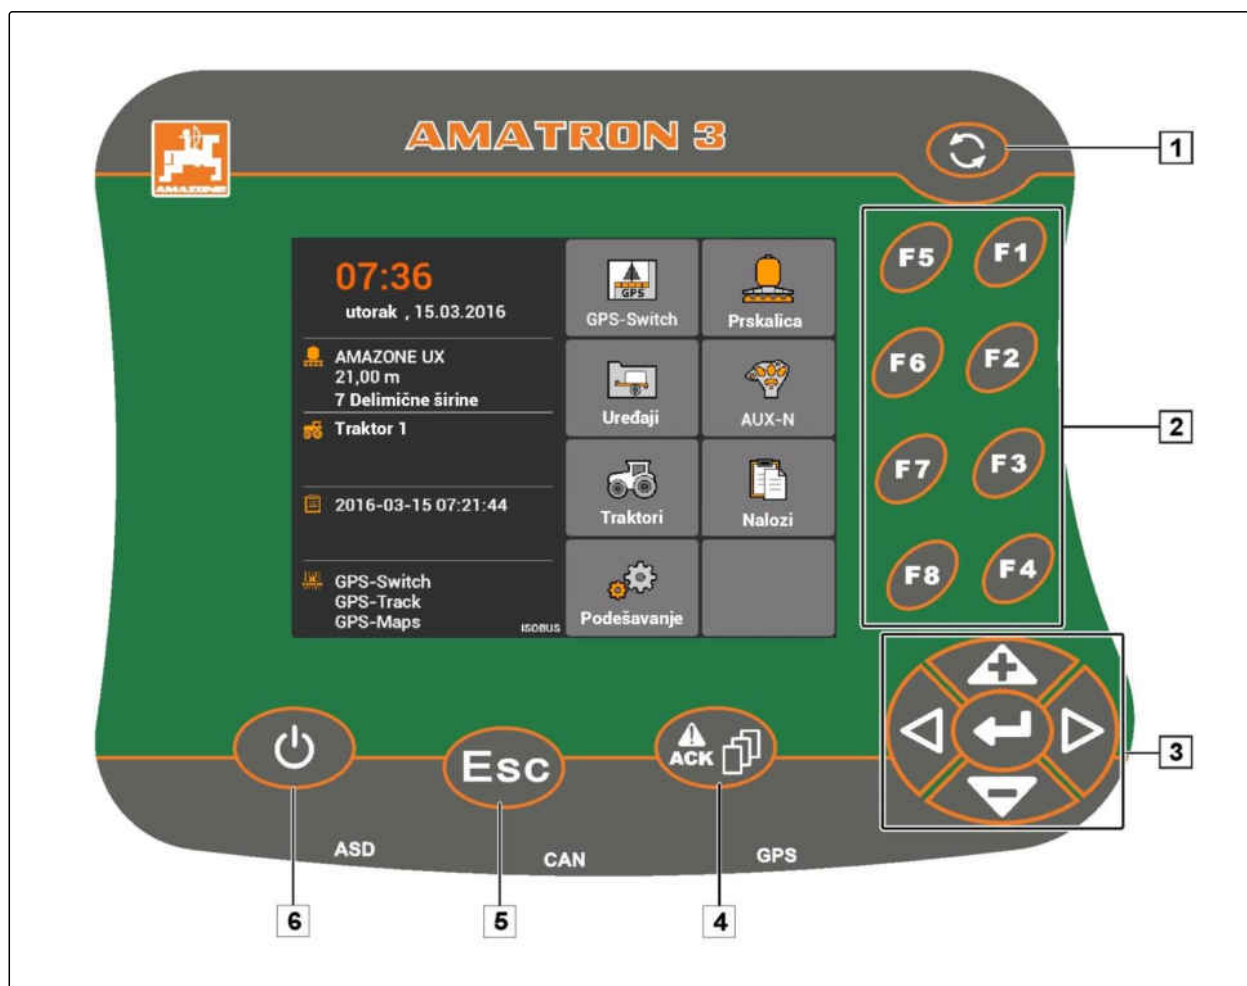 AMATRON 3
AMAZONE
1
F5
F1
07:36
utorak , 15.03.2016
GPS
GPS-Switch
Prskalica
F6
F2
AMAZONE UX
21,00 m
7 Delimične širine
Uređaji
AUX-N
2
Traktor 1
F7
F3
2016-03-15 07:21:44
Traktori
Nalozi
F8
F4
GPS-Switch
GPS-Track
GPS-Maps
ISOBUS
Podešavanje
+
-
3
Esc
ACK
ASD
CAN
GPS
6
5
4